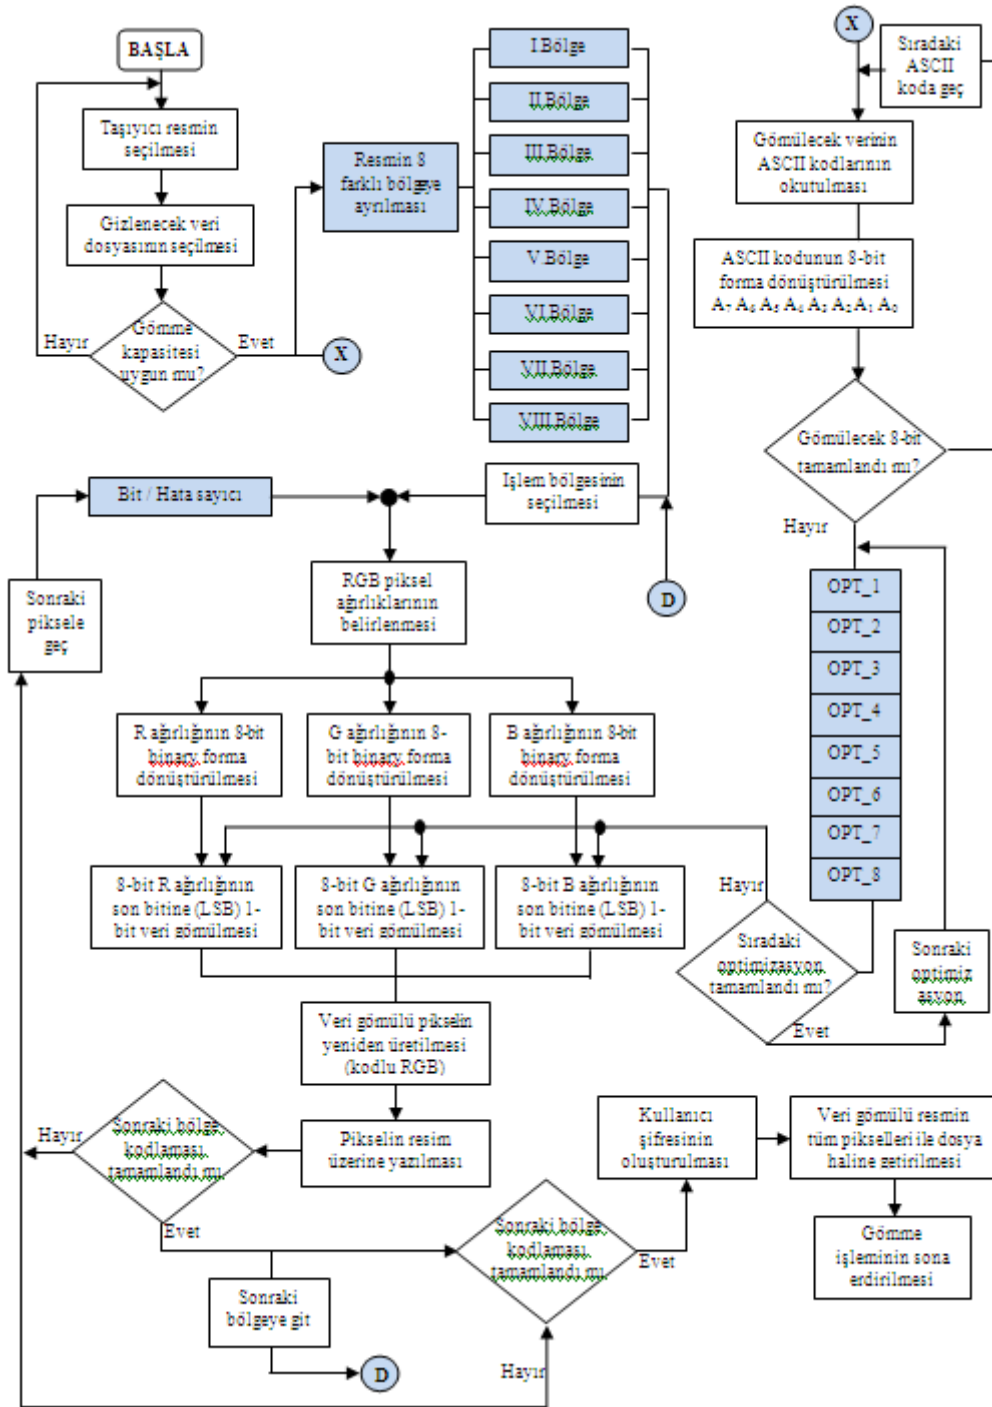 BAŞLA
Taşıyıcı resmin
seçilmesi
Gizlenecek veri
dosyasının seçilmesi
Gömme
kapasitesi
uygun mu?
Hayır
Evet
X
Resmin 8
farklı bölgeye
ayrılması
I.Bölge
II.Bölge
III.Bölge
IV.Bölge
V.Bölge
VI.Bölge
VII.Bölge
VIII.Bölge
X
Sıradaki
ASCII
koda geç
Gömülecek verinin
ASCII kodlarının
okutulması
ASCII kodunun 8-bit
forma dönüştürülmesi
A7 A6 A5 A4 A3 A2 A1 A0
Gömülecek 8-bit
tamamlandı mı?
Hayır
OPT_1
OPT_2
OPT_3
OPT_4
OPT_5
OPT_6
OPT_7
OPT_8
Sıradaki
optimizasyon
tamamlandı mı?
Hayır
Evet
Sonraki
optimiz
asyon
Bit / Hata sayıcı
İşlem bölgesinin
seçilmesi
D
Sonraki
piksele
geç
RGB piksel
ağırlıklarının
belirlenmesi
R ağırlığının 8-bit
binary forma
dönüştürülmesi
G ağırlığının 8-
bit binary forma
dönüştürülmesi
B ağırlığının 8-bit
binary forma
dönüştürülmesi
8-bit R ağırlığının
son bitine (LSB) 1-
bit veri gömülmesi
8-bit G ağırlığının
son bitine (LSB) 1-
bit veri gömülmesi
8-bit B ağırlığının
son bitine (LSB) 1-
bit veri gömülmesi
Veri gömülü pikselin
yeniden üretilmesi
(kodlu RGB)
Pikselin resim
üzerine yazılması
Sonraki bölge
kodlaması
tamamlandı mı
Hayır
Evet
Sonraki
bölgeye git
D
Sonraki bölge
kodlaması
tamamlandı mı
Hayır
Evet
Kullanıcı
şifresinin
oluşturulması
Veri gömülü resmin
tüm pikselleri ile dosya
haline getirilmesi
Gömme
işleminin sona
erdirilmesi